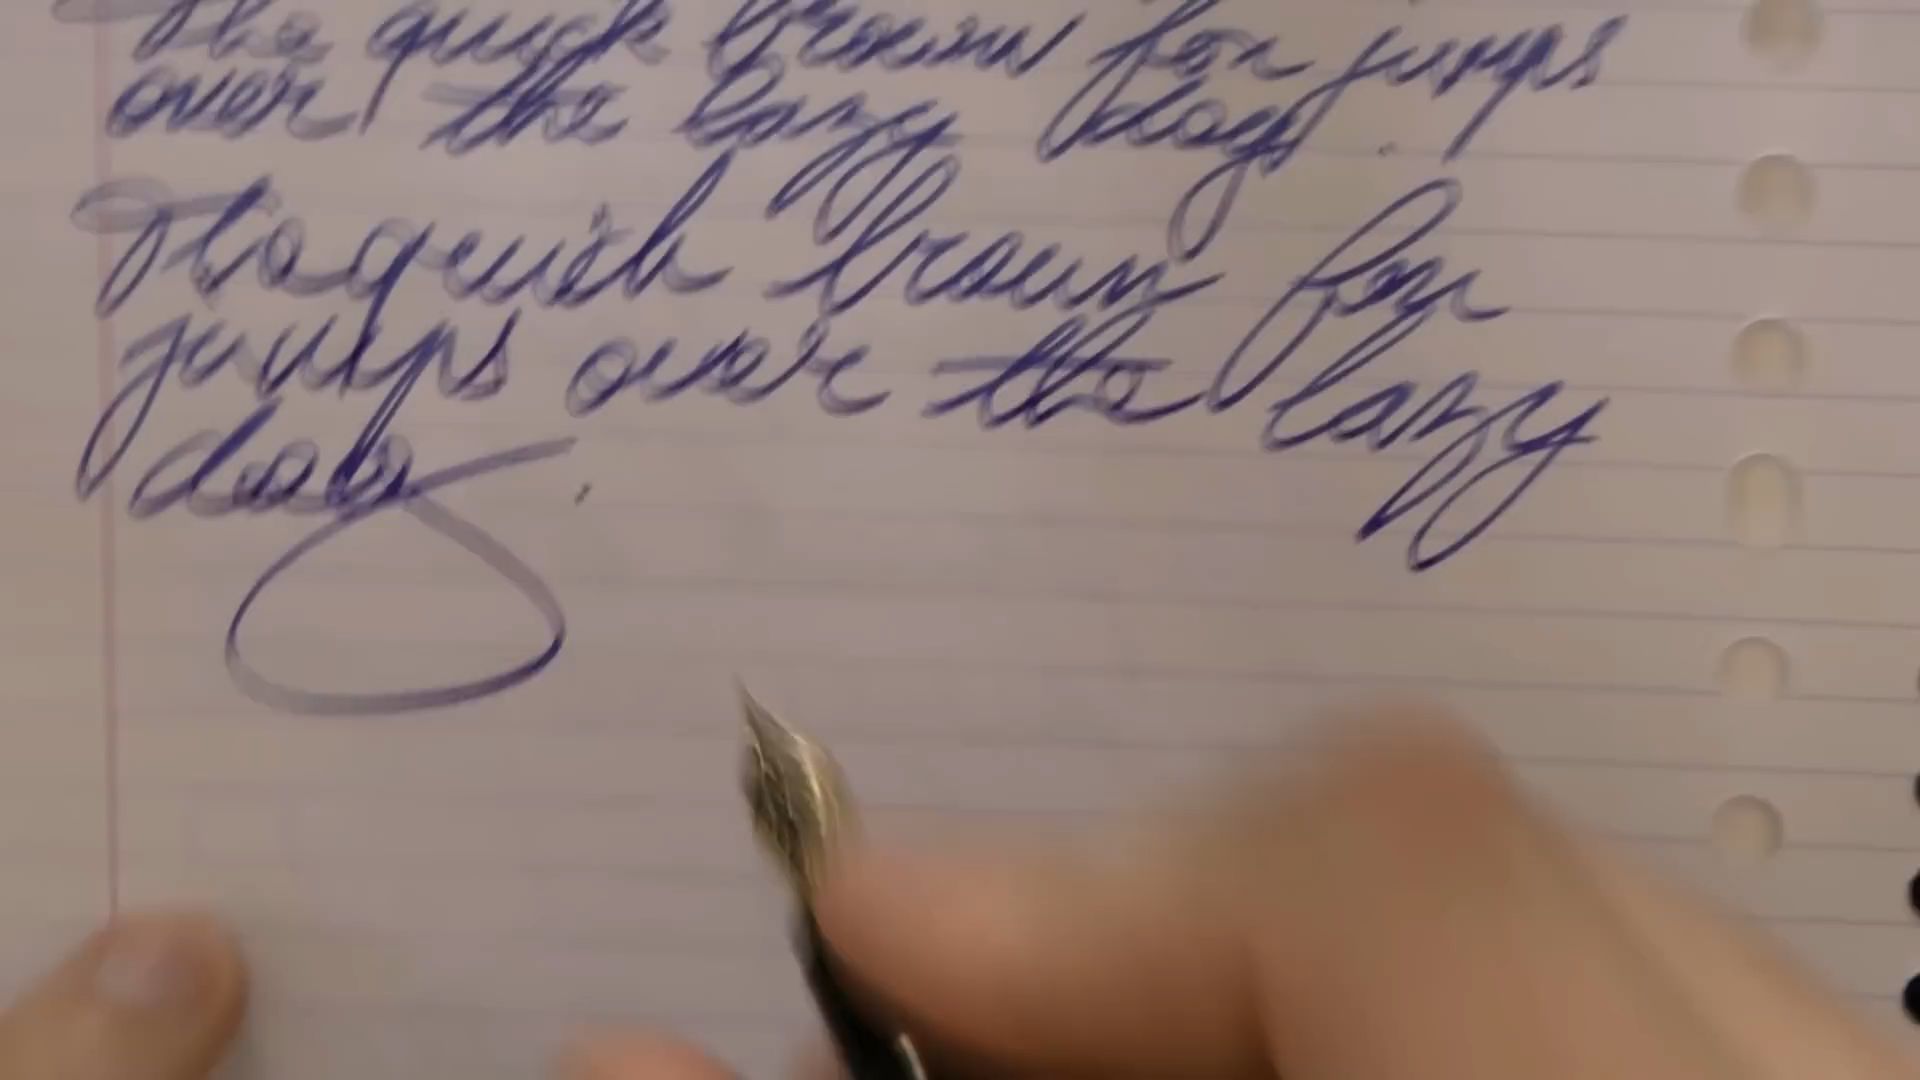 The quick brown fox jumps
over the lazy dog.
The quick brown fox
jumps over the lazy
dog.